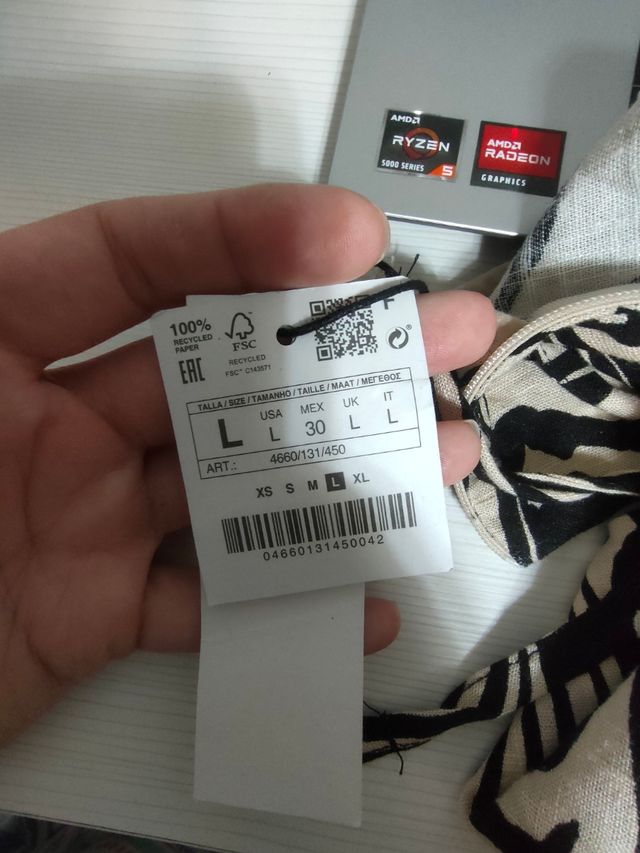 AMD
RYZEN
5000 SERIES 5
AMD
RADEON
GRAPHICS
100%
RECYCLED
PAPER
FSC
F
EAC
RECYCLED
FSC™ C143571
TALLA / SIZE / TAMANHO / TAILLE / MAAT / ΜΕΓΕΘΟΣ
L
USA
L
MEX
30
UK
L
IT
L
ART.: 4660/131/450
XS S M L XL
04660131450042